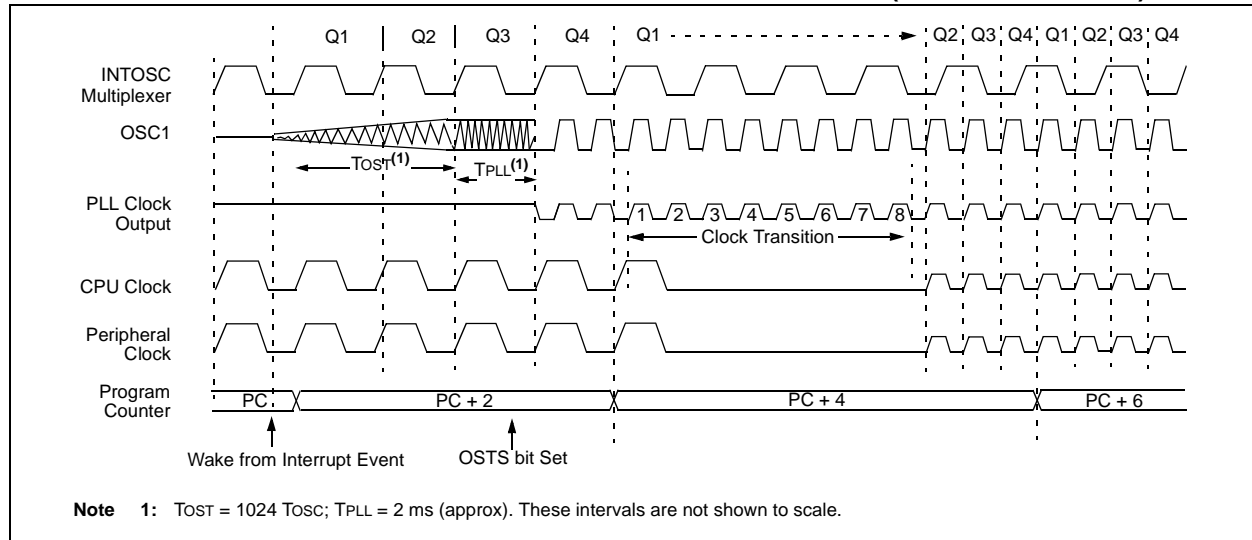 Q1 Q2 Q3 Q4 Q1 Q2 Q3 Q4 Q1 Q2 Q3 Q4
INTOSC
Multiplexer
OSC1
TOST(1)
TPLL(1)
PLL Clock
Output
1 2 3 4 5 6 7 8
Clock Transition
CPU Clock
Peripheral
Clock
Program
Counter
PC PC + 2 PC + 4 PC + 6
Wake from Interrupt Event OSTS bit Set
Note 1: TOST = 1024 TOSC; TPLL = 2 ms (approx). These intervals are not shown to scale.